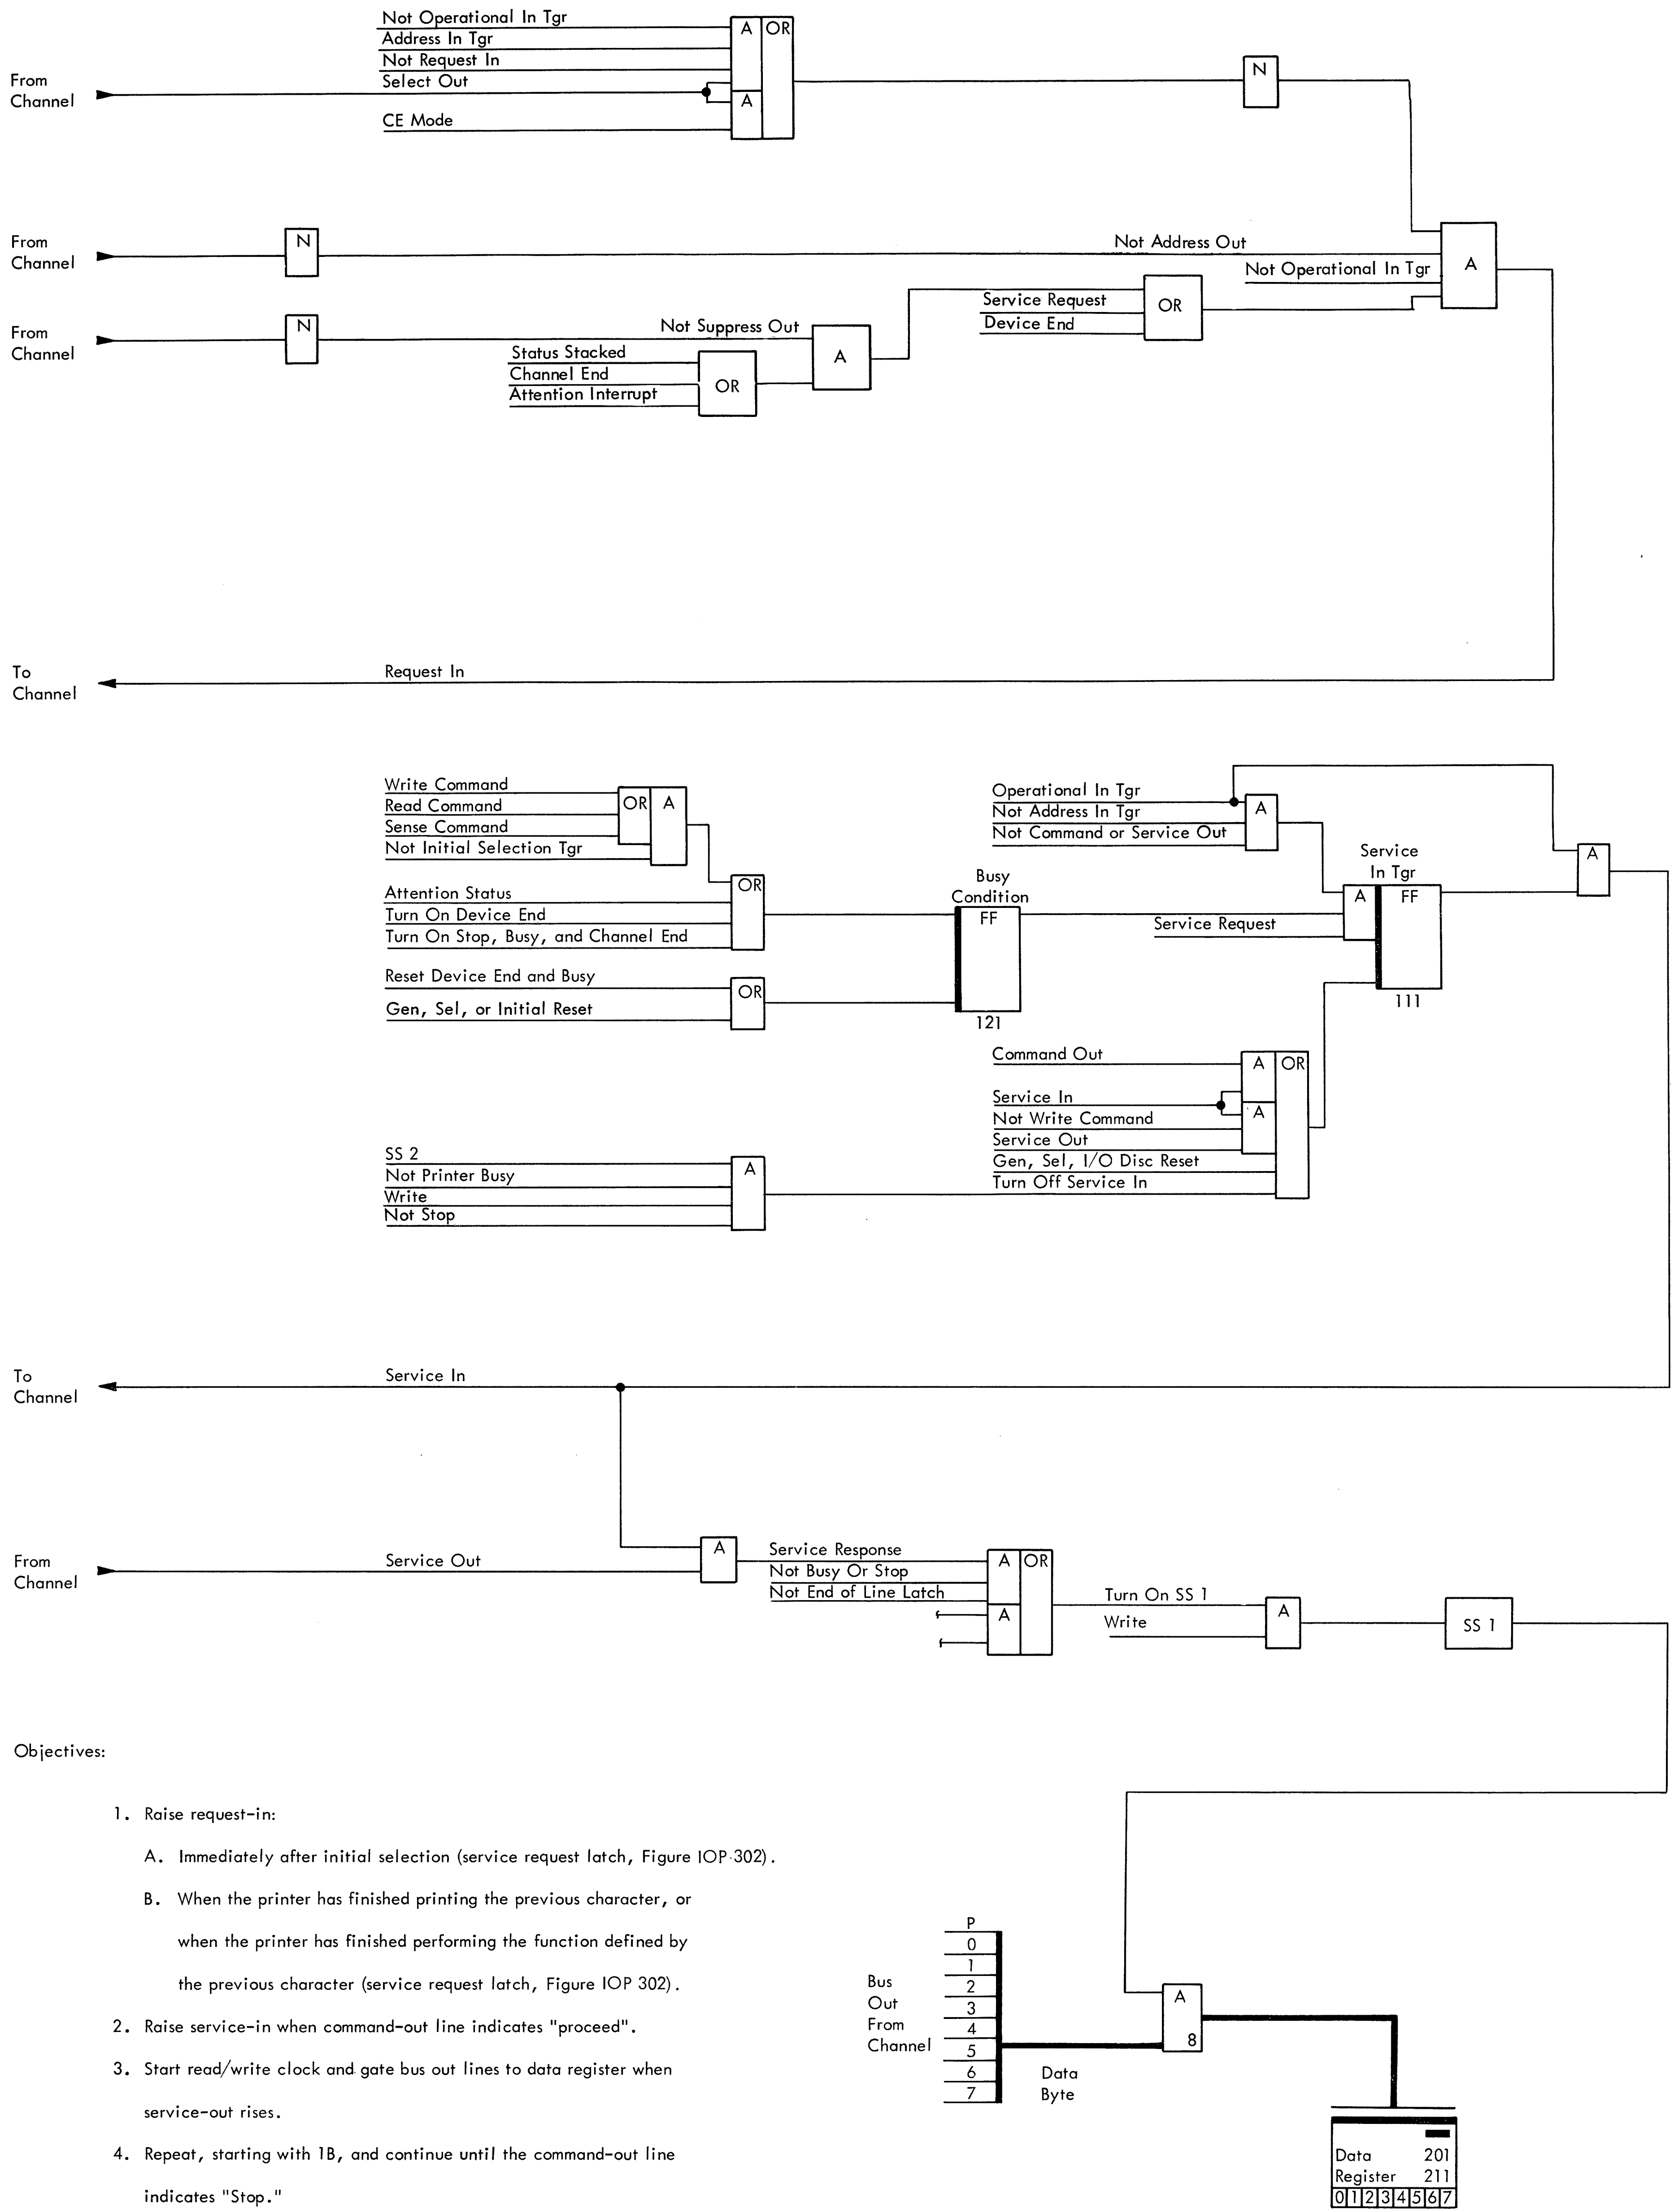 Not Operational In Tgr
Address In Tgr
Not Request In
Select Out
CE Mode
From
Channel
A OR
A
N
From
Channel
N
Not Address Out
Not Operational In Tgr
A
From
Channel
N
Not Suppress Out
Status Stacked
Channel End
Attention Interrupt
OR
A
Service Request
Device End
OR
To
Channel
Request In
Write Command
Read Command
Sense Command
Not Initial Selection Tgr
OR A
Attention Status
Turn On Device End
Turn On Stop, Busy, and Channel End
OR
Reset Device End and Busy
Gen, Sel, or Initial Reset
OR
Busy
Condition
FF
121
Operational In Tgr
Not Address In Tgr
Not Command or Service Out
A
Service Request
Service
In Tgr
A FF
111
A
Command Out
Service In
Not Write Command
Service Out
Gen, Sel, I/O Disc Reset
Turn Off Service In
A OR
A
SS 2
Not Printer Busy
Write
Not Stop
A
To
Channel
Service In
From
Channel
Service Out
A
Service Response
Not Busy Or Stop
Not End of Line Latch
A OR
A
Turn On SS 1
Write
A
SS 1
Objectives:
1. Raise request-in:
A. Immediately after initial selection (service request latch, Figure IOP 302).
B. When the printer has finished printing the previous character, or
when the printer has finished performing the function defined by
the previous character (service request latch, Figure IOP 302).
2. Raise service-in when command-out line indicates "proceed".
3. Start read/write clock and gate bus out lines to data register when
service-out rises.
4. Repeat, starting with 1B, and continue until the command-out line
indicates "Stop."
Bus
Out
From
Channel
P
0
1
2
3
4
5
6
7
Data
Byte
A
8
Data 201
Register 211
0 1 2 3 4 5 6 7